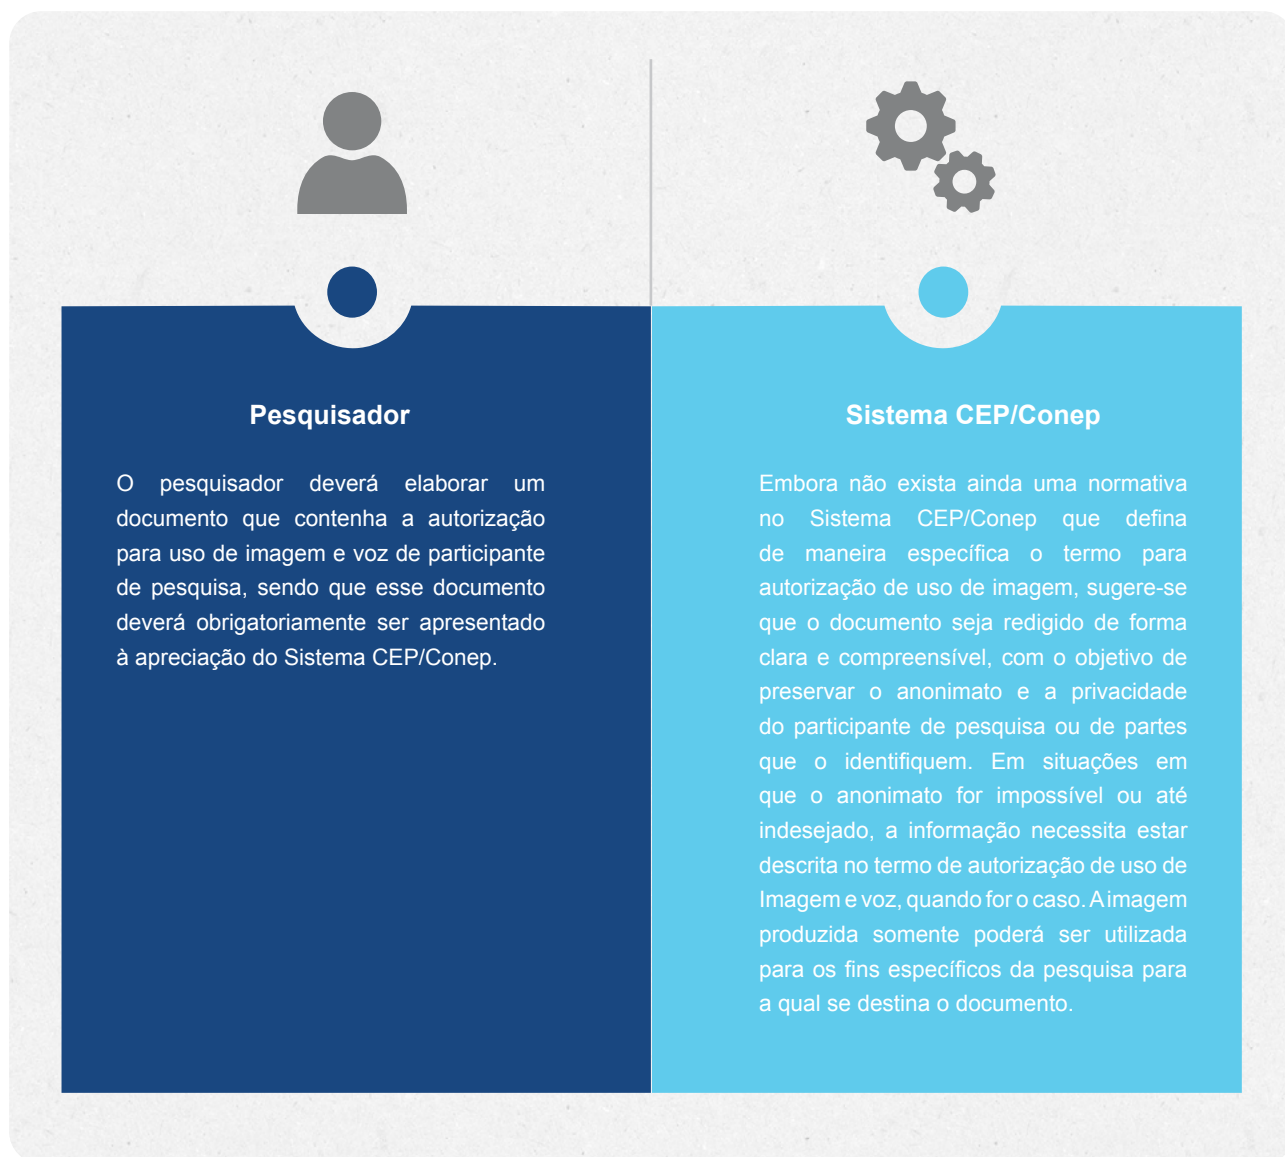 Pesquisador
O pesquisador deverá elaborar um
documento que contenha a autorização
para uso de imagem e voz de participante
de pesquisa, sendo que esse documento
deverá obrigatoriamente ser apresentado
à apreciação do Sistema CEP/Conep.
Sistema CEP/Conep
Embora não exista ainda uma normativa
no Sistema CEP/Conep que defina
de maneira específica o termo para
autorização de uso de imagem, sugere-se
que o documento seja redigido de forma
clara e compreensível, com o objetivo de
preservar o anonimato e a privacidade
do participante de pesquisa ou de partes
que o identifiquem. Em situações em
que o anonimato for impossível ou até
indesejado, a informação necessita estar
descrita no termo de autorização de uso de
Imagem e voz, quando for o caso. A imagem
produzida somente poderá ser utilizada
para os fins específicos da pesquisa para
a qual se destina o documento.